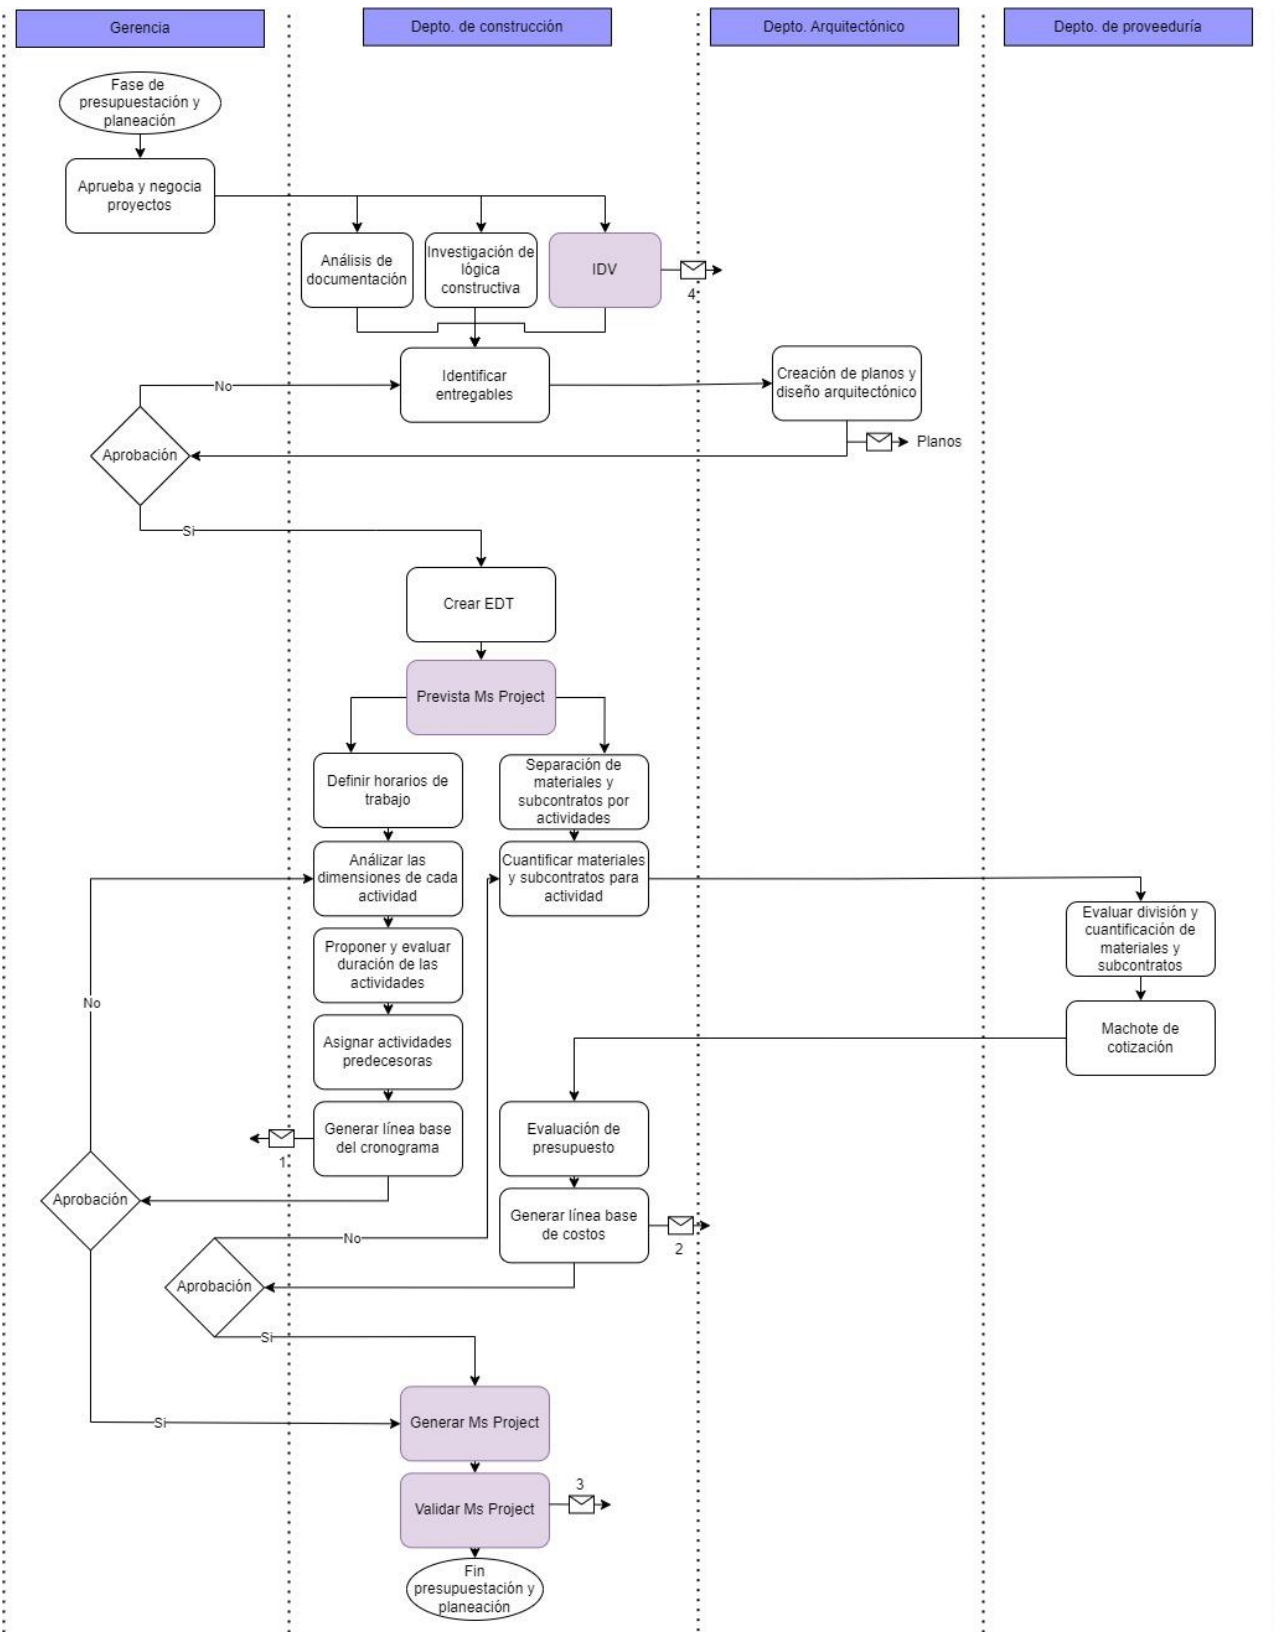 Gerencia
Depto. de construcción
Depto. Arquitectónico
Depto. de proveeduría
Fase de
presupuestación y
planeación
Aprueba y negocia
proyectos
Análisis de
documentación
Investigación de
lógica
constructiva
IDV
4
Identificar
entregables
Creación de planos y
diseño arquitectónico
Planos
No
Aprobación
Si
Crear EDT
Prevista Ms Project
Definir horarios de
trabajo
Separación de
materiales y
subcontratos por
actividades
Análizar las
dimensiones de cada
actividad
Cuantificar materiales
y subcontratos para
actividad
Evaluar división y
cuantificación de
materiales y
subcontratos
Proponer y evaluar
duración de las
actividades
No
Asignar actividades
predecesoras
Machote de
cotización
Generar línea base
del cronograma
1
Evaluación de
presupuesto
Aprobación
Generar línea base
de costos
2
No
Aprobación
Si
Si
Generar Ms Project
Validar Ms Project
3
Fin
presupuestación y
planeación